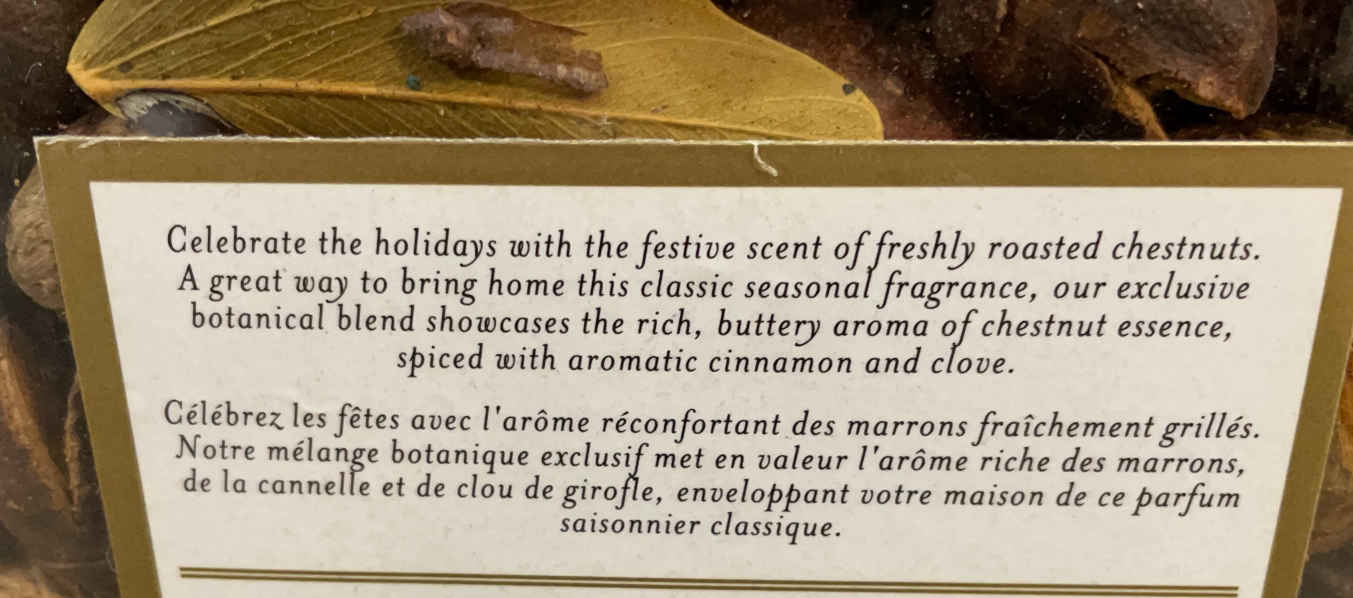 Celebrate the holidays with the festive scent of freshly roasted chestnuts.
A great way to bring home this classic seasonal fragrance, our exclusive
botanical blend showcases the rich, buttery aroma of chestnut essence,
spiced with aromatic cinnamon and clove.
Célébrez les fêtes avec l'arôme réconfortant des marrons fraîchement grillés.
Notre mélange botanique exclusif met en valeur l'arôme riche des marrons,
de la cannelle et de clou de girofle, enveloppant votre maison de ce parfum
saisonnier classique.